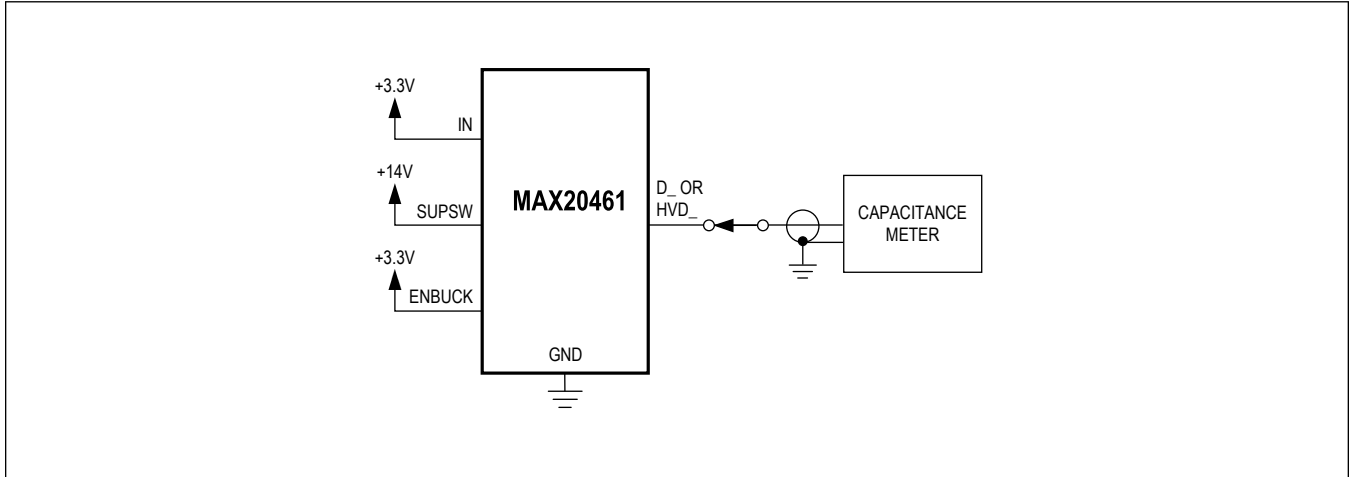 +3.3V
IN
+14V
SUPSW
+3.3V
ENBUCK
MAX20461
GND
D_ OR
HVD_
CAPACITANCE
METER